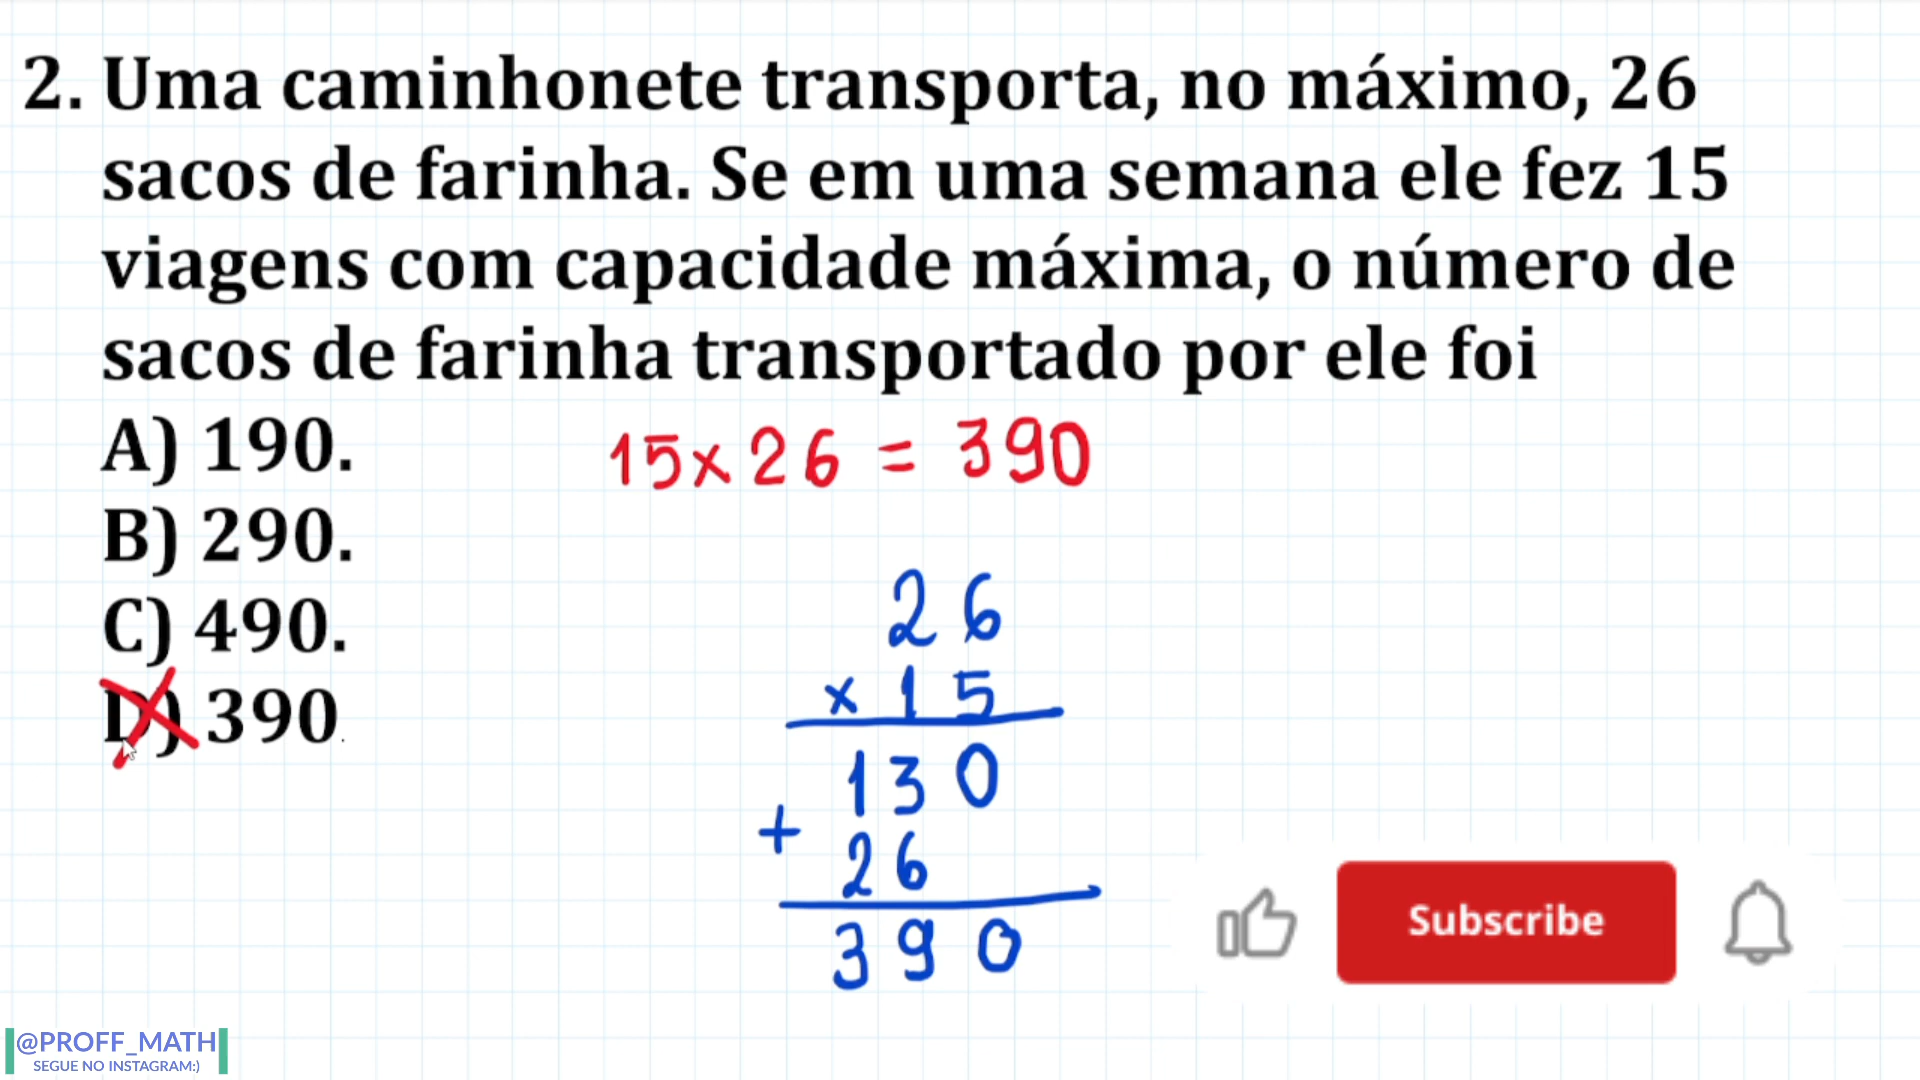 2. Uma caminhonete transporta, no máximo, 26
sacos de farinha. Se em uma semana ele fez 15
viagens com capacidade máxima, o número de
sacos de farinha transportado por ele foi
A) 190.
15 x 26 = 390
B) 290.
C) 490.
D) 390.
26
x 15
130
+ 26
390
Subscribe
@PROFF_MATH
SEGUE NO INSTAGRAM:)